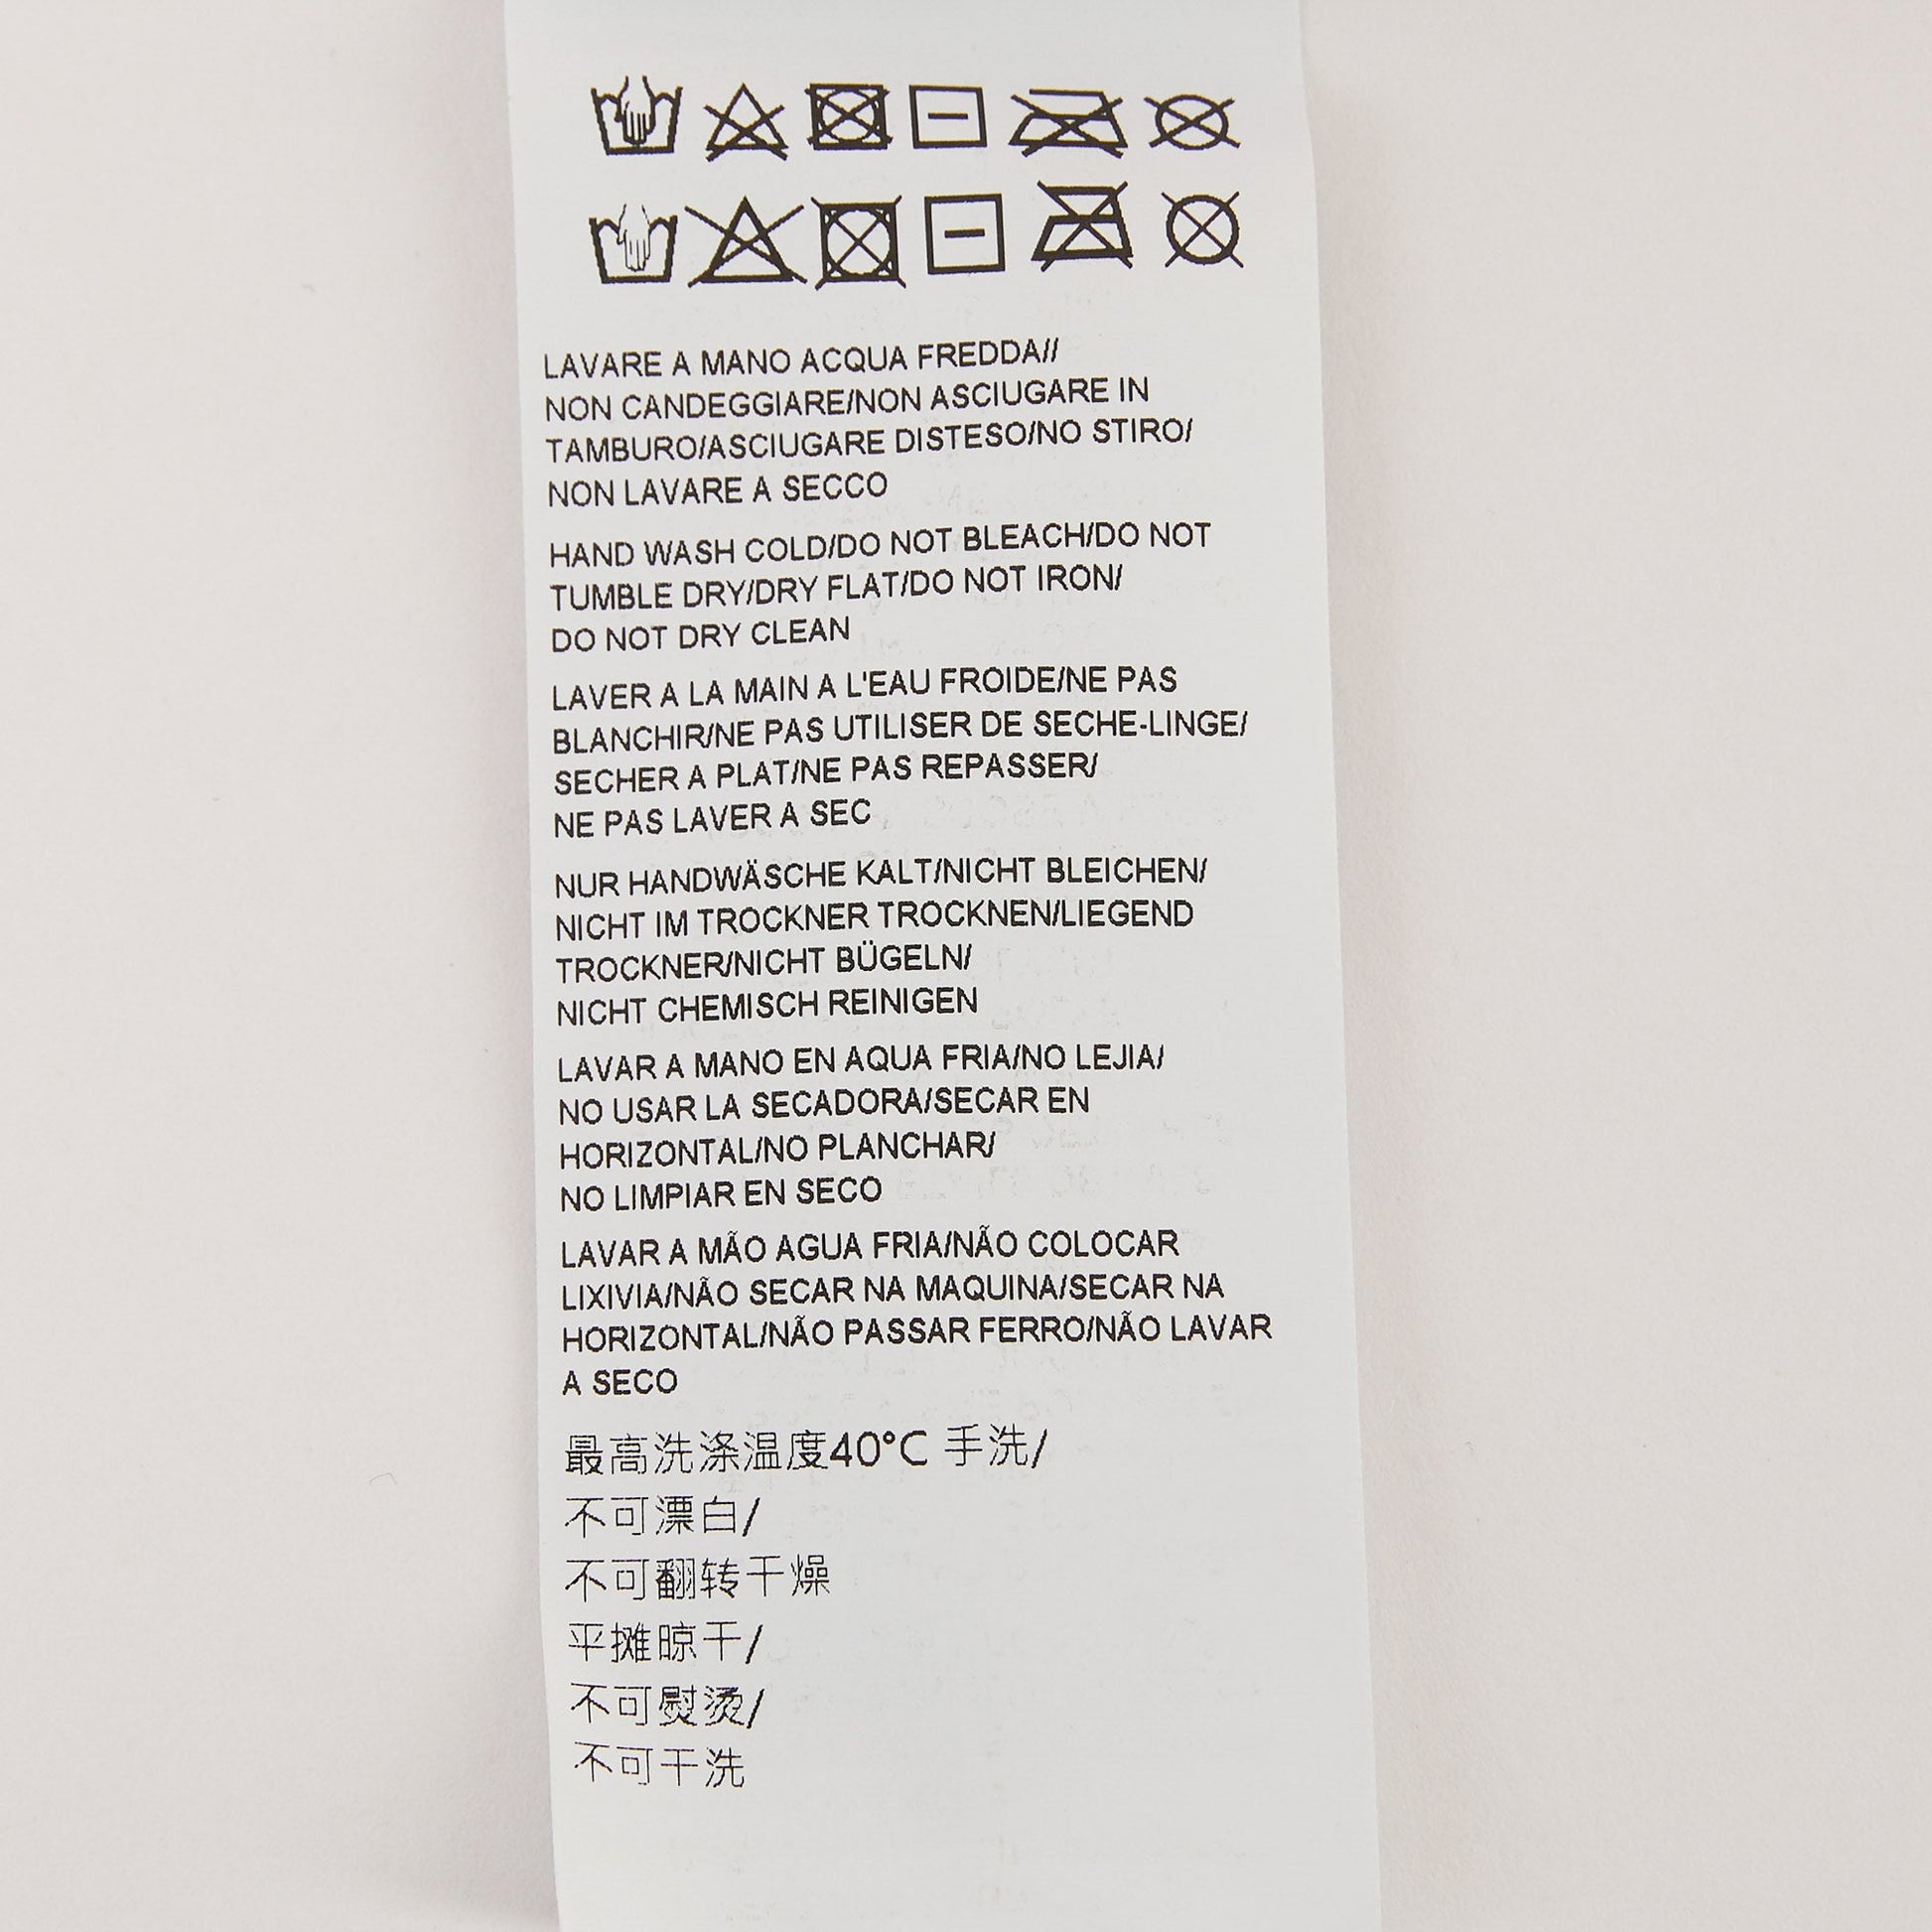 LAVARE A MANO ACQUA FREDDA//
NON CANDEGGIARE/NON ASCIUGARE IN
TAMBURO/ASCIUGARE DISTESO/NO STIRO/
NON LAVARE A SECCO
HAND WASH COLD/DO NOT BLEACH/DO NOT
TUMBLE DRY/DRY FLAT/DO NOT IRON/
DO NOT DRY CLEAN
LAVER A LA MAIN A L'EAU FROIDE/NE PAS
BLANCHIR/NE PAS UTILISER DE SECHE-LINGE/
SECHER A PLAT/NE PAS REPASSER/
NE PAS LAVER A SEC
NUR HANDWÄSCHE KALT/NICHT BLEICHEN/
NICHT IM TROCKNER TROCKNEN/LIEGEND
TROCKNER/NICHT BÜGELN/
NICHT CHEMISCH REINIGEN
LAVAR A MANO EN AQUA FRIA/NO LEJIA/
NO USAR LA SECADORA/SECAR EN
HORIZONTAL/NO PLANCHAR/
NO LIMPIAR EN SECO
LAVAR A MÃO AGUA FRIA/NÃO COLOCAR
LIXIVIA/NÃO SECAR NA MAQUINA/SECAR NA
HORIZONTAL/NÃO PASSAR FERRO/NÃO LAVAR
A SECO
最高洗涤温度40°C 手洗/
不可漂白/
不可翻转干燥
平摊晾干/
不可熨烫/
不可干洗